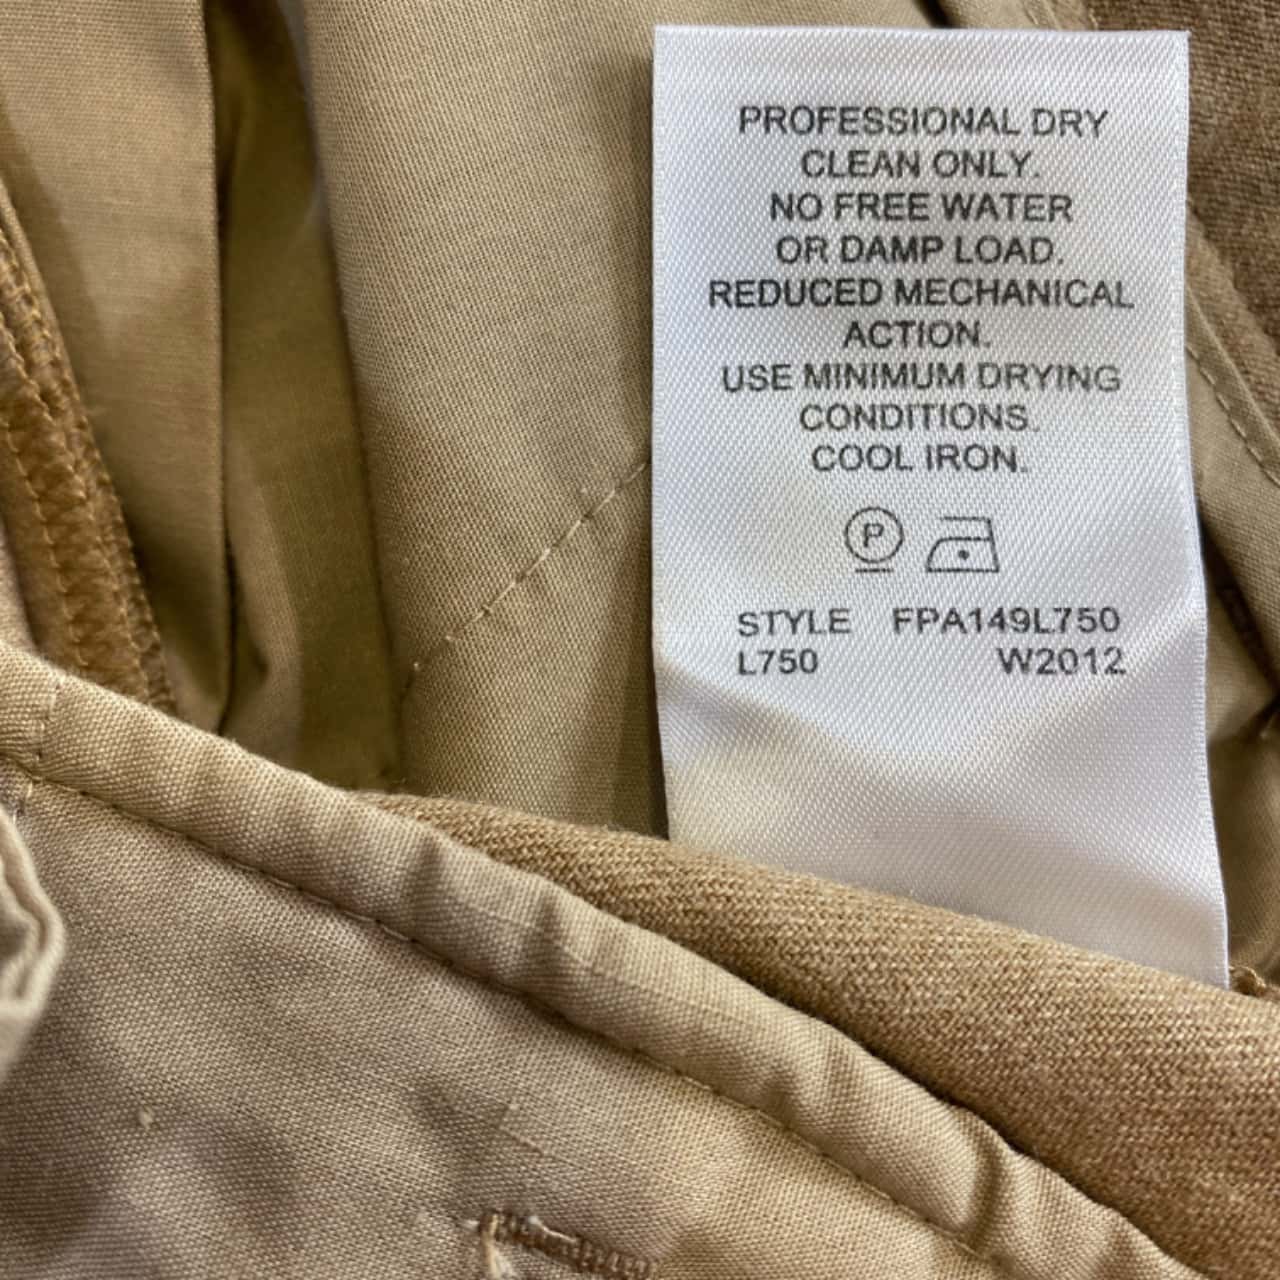 PROFESSIONAL DRY
CLEAN ONLY.
NO FREE WATER
OR DAMP LOAD.
REDUCED MECHANICAL
ACTION.
USE MINIMUM DRYING
CONDITIONS.
COOL IRON.
P
STYLE FPA149L750
L750 W2012